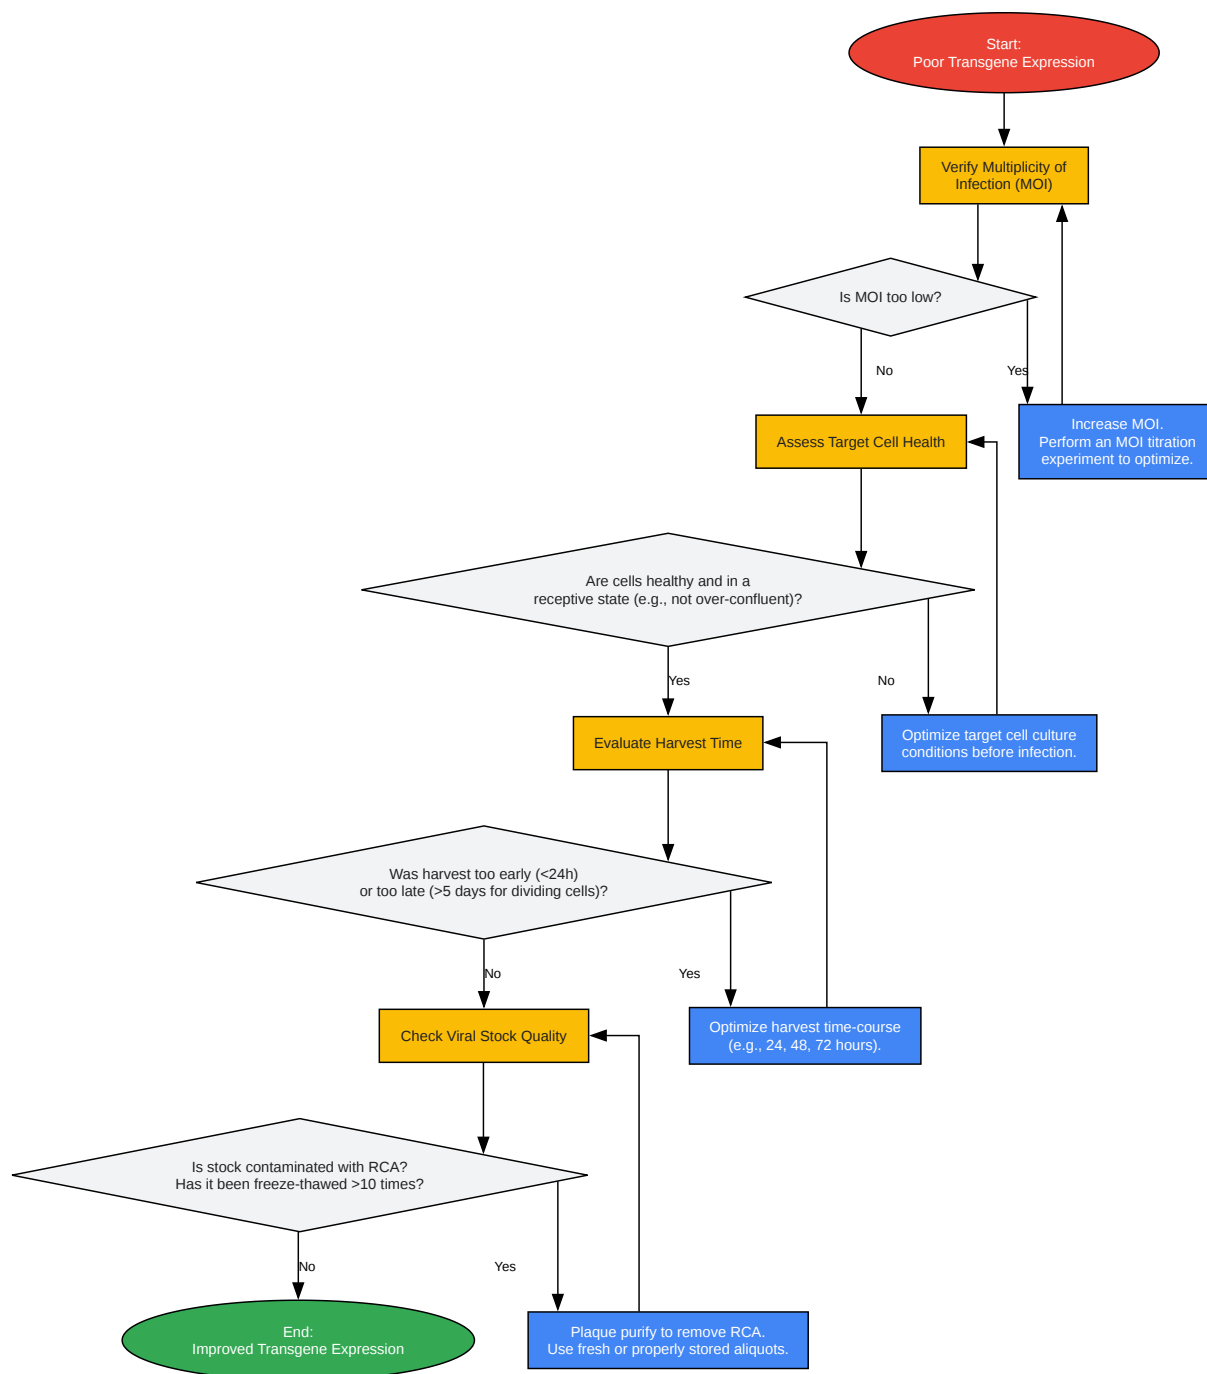 Start:
Poor Transgene Expression
Verify Multiplicity of
Infection (MOI)
Is MOI too low?
No
Yes
Increase MOI.
Perform an MOI titration
experiment to optimize.
Assess Target Cell Health
Are cells healthy and in a
receptive state (e.g., not over-confluent)?
Yes
No
Optimize target cell culture
conditions before infection.
Evaluate Harvest Time
Was harvest too early (<24h)
or too late (>5 days for dividing cells)?
No
Yes
Optimize harvest time-course
(e.g., 24, 48, 72 hours).
Check Viral Stock Quality
Is stock contaminated with RCA?
Has it been freeze-thawed >10 times?
No
Yes
End:
Improved Transgene Expression
Plaque purify to remove RCA.
Use fresh or properly stored aliquots.